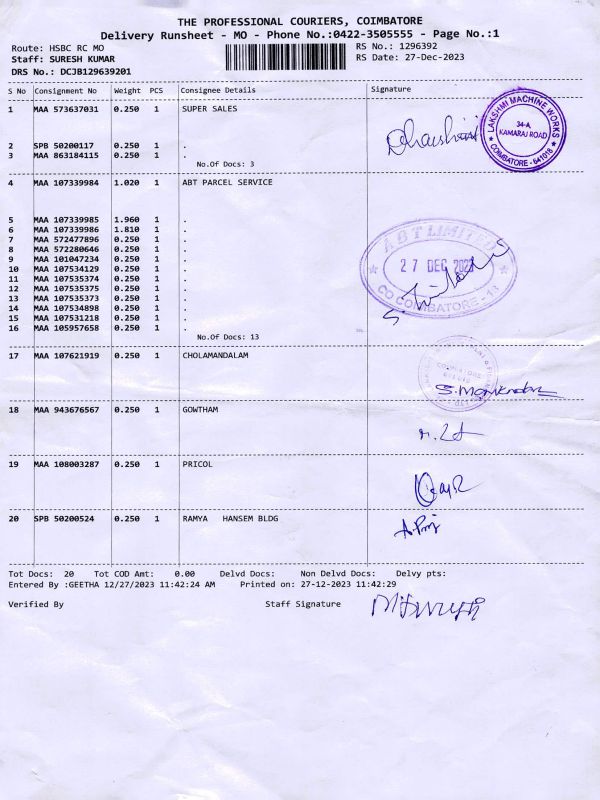 THE PROFESSIONAL COURIERS, COIMBATORE
Delivery Runsheet - MO - Phone No.:0422-3505555 - Page No.:1
Route: HSBC RC MO RS No.: 1296392
Staff: SURESH KUMAR RS Date: 27-Dec-2023
DRS No.: DCJB129639201
S No Consignment No Weight PCS Consignee Details Signature
1 MAA 573637031 0.250 1 SUPER SALES
LAKSHMI MACHINE WORKS
34-A,
KAMARAJ ROAD
COIMBATORE - 641018
2 SPB 50200117 0.250 1 .
3 MAA 863184115 0.250 1 .
No.Of Docs: 3
4 MAA 107339984 1.020 1 ABT PARCEL SERVICE
5 MAA 107339985 1.960 1 .
6 MAA 107339986 1.810 1 .
7 MAA 572477896 0.250 1 .
8 MAA 572280646 0.250 1 .
9 MAA 101047234 0.250 1 .
10 MAA 107534129 0.250 1 .
11 MAA 107535374 0.250 1 .
12 MAA 107535375 0.250 1 .
13 MAA 107535373 0.250 1 .
14 MAA 107534898 0.250 1 .
15 MAA 107531218 0.250 1 .
16 MAA 105957658 0.250 1 .
No.Of Docs: 13
ABT LIMITED
27 DEC 2023
CO COIMBATORE - 13
17 MAA 107621919 0.250 1 CHOLAMANDALAM
COIMBATORE
18 MAA 943676567 0.250 1 GOWTHAM
19 MAA 108003287 0.250 1 PRICOL
20 SPB 50200524 0.250 1 RAMYA HANSEM BLDG
Tot Docs: 20 Tot COD Amt: 0.00 Delvd Docs: Non Delvd Docs: Delvy pts:
Entered By :GEETHA 12/27/2023 11:42:24 AM Printed on: 27-12-2023 11:42:29
Verified By Staff Signature